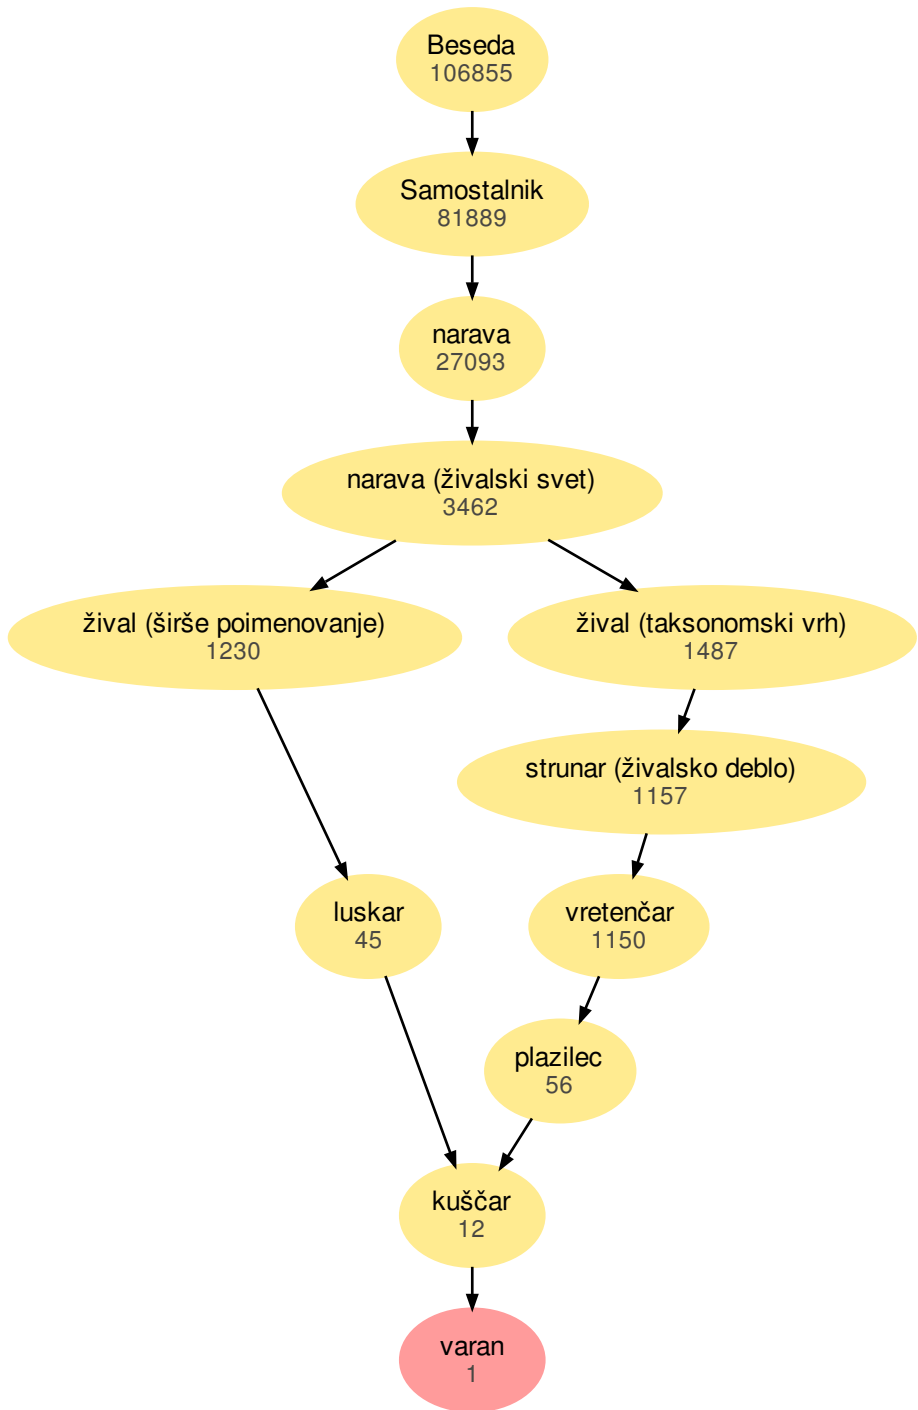 Beseda
106855
Samostalnik
81889
narava
27093
narava (živalski svet)
3462
žival (širše poimenovanje)
1230
žival (taksonomski vrh)
1487
strunar (živalsko deblo)
1157
luskar
45
vretenčar
1150
plazilec
56
kuščar
12
varan
1